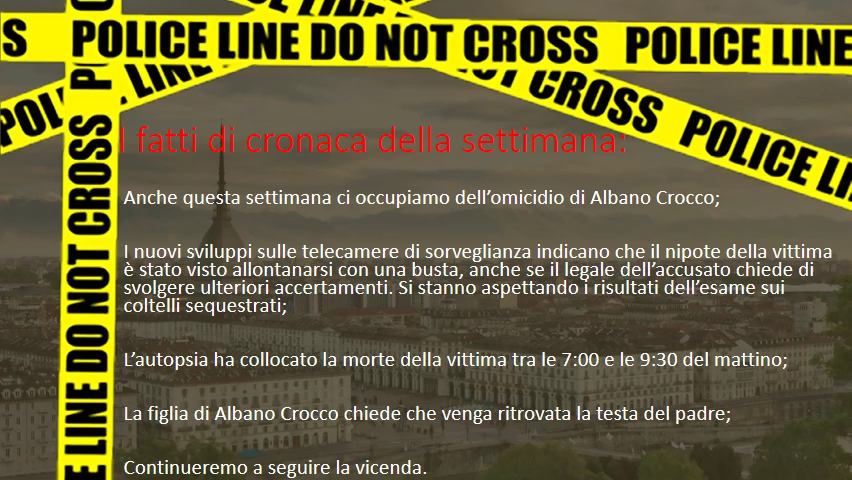 LINE DO NOT CROSS
S POLICE LINE DO NOT CROSS POLICE LINE
POL LINE
CROSS POLICE LI
LINE DO NOT CROSS
I fatti di cronaca della settimana:
Anche questa settimana ci occupiamo dell’omicidio di Albano Crocco;
I nuovi sviluppi sulle telecamere di sorveglianza indicano che il nipote della vittima
è stato visto allontanarsi con una busta, anche se il legale dell’accusato chiede di
svolgere ulteriori accertamenti. Si stanno aspettando i risultati dell’esame sui
coltelli sequestrati;
L’autopsia ha collocato la morte della vittima tra le 7:00 e le 9:30 del mattino;
La figlia di Albano Crocco chiede che venga ritrovata la testa del padre;
Continueremo a seguire la vicenda.